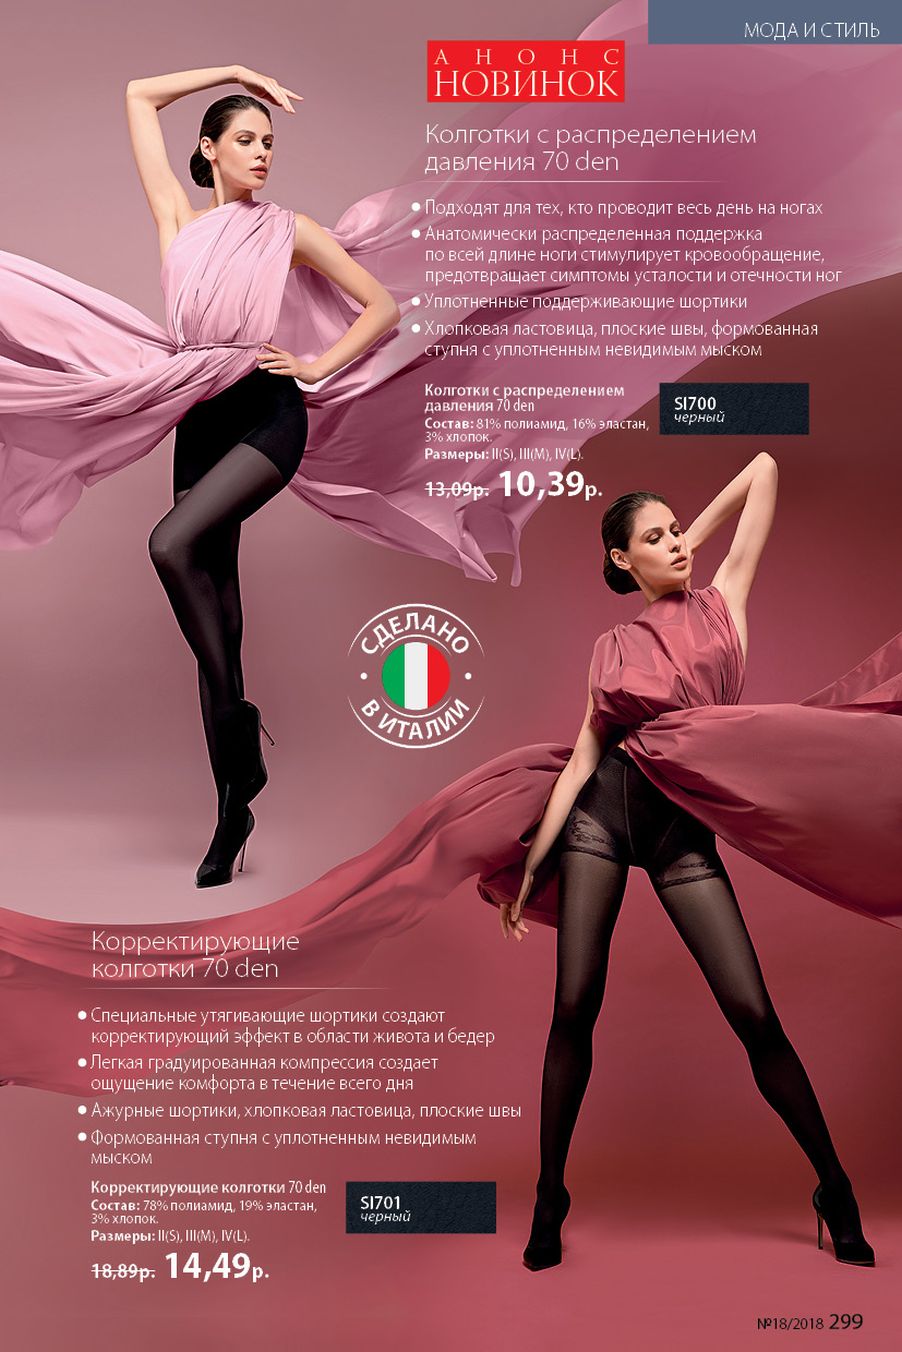 МОДА И СТИЛЬ
АНОНС
НОВИНОК
Колготки с распределением
давления 70 den
• Подходят для тех, кто проводит весь день на ногах
• Анатомически распределенная поддержка
по всей длине ноги стимулирует кровообращение,
предотвращает симптомы усталости и отечности ног
• Уплотненные поддерживающие шортики
• Хлопковая ластовица, плоские швы, формованная
ступня с уплотненным невидимым мыском
Колготки с распределением
давления 70 den
Состав: 81% полиамид, 16% эластан,
3% хлопок.
Размеры: II(S), III(M), IV(L).
13,09р. 10,39р.
SI700
черный
СДЕЛАНО
В ИТАЛИИ
Корректирующие
колготки 70 den
• Специальные утягивающие шортики создают
корректирующий эффект в области живота и бедер
• Легкая градуированная компрессия создает
ощущение комфорта в течение всего дня
• Ажурные шортики, хлопковая ластовица, плоские швы
• Формованная ступня с уплотненным невидимым
мыском
Корректирующие колготки 70 den
Состав: 78% полиамид, 19% эластан,
3% хлопок.
Размеры: II(S), III(M), IV(L).
18,89р. 14,49р.
SI701
черный
№18/2018 299